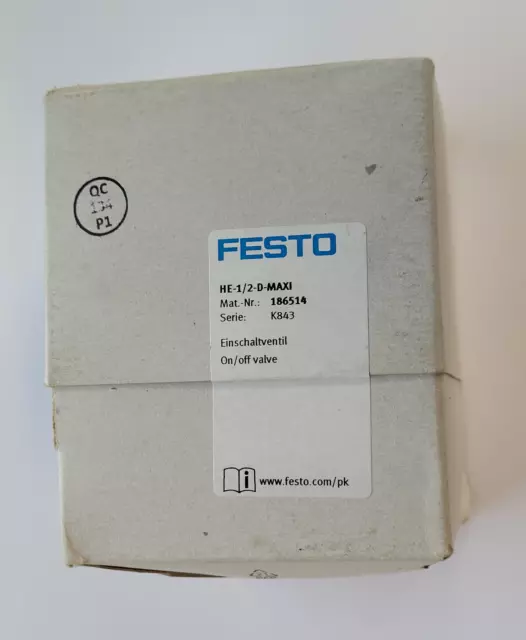 QC
134
P1
FESTO
HE-1/2-D-MAXI
Mat.-Nr.: 186514
Serie: K843
Einschaltventil
On/off valve
i www.festo.com/pk